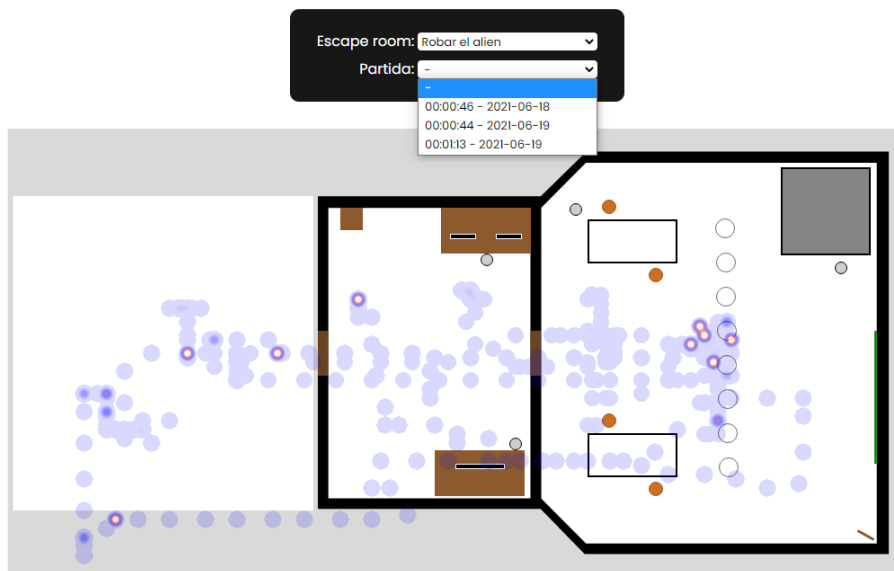 Escape room: Robar el alien
Partida: -
-
00:00:46 - 2021-06-18
00:00:44 - 2021-06-19
00:01:13 - 2021-06-19